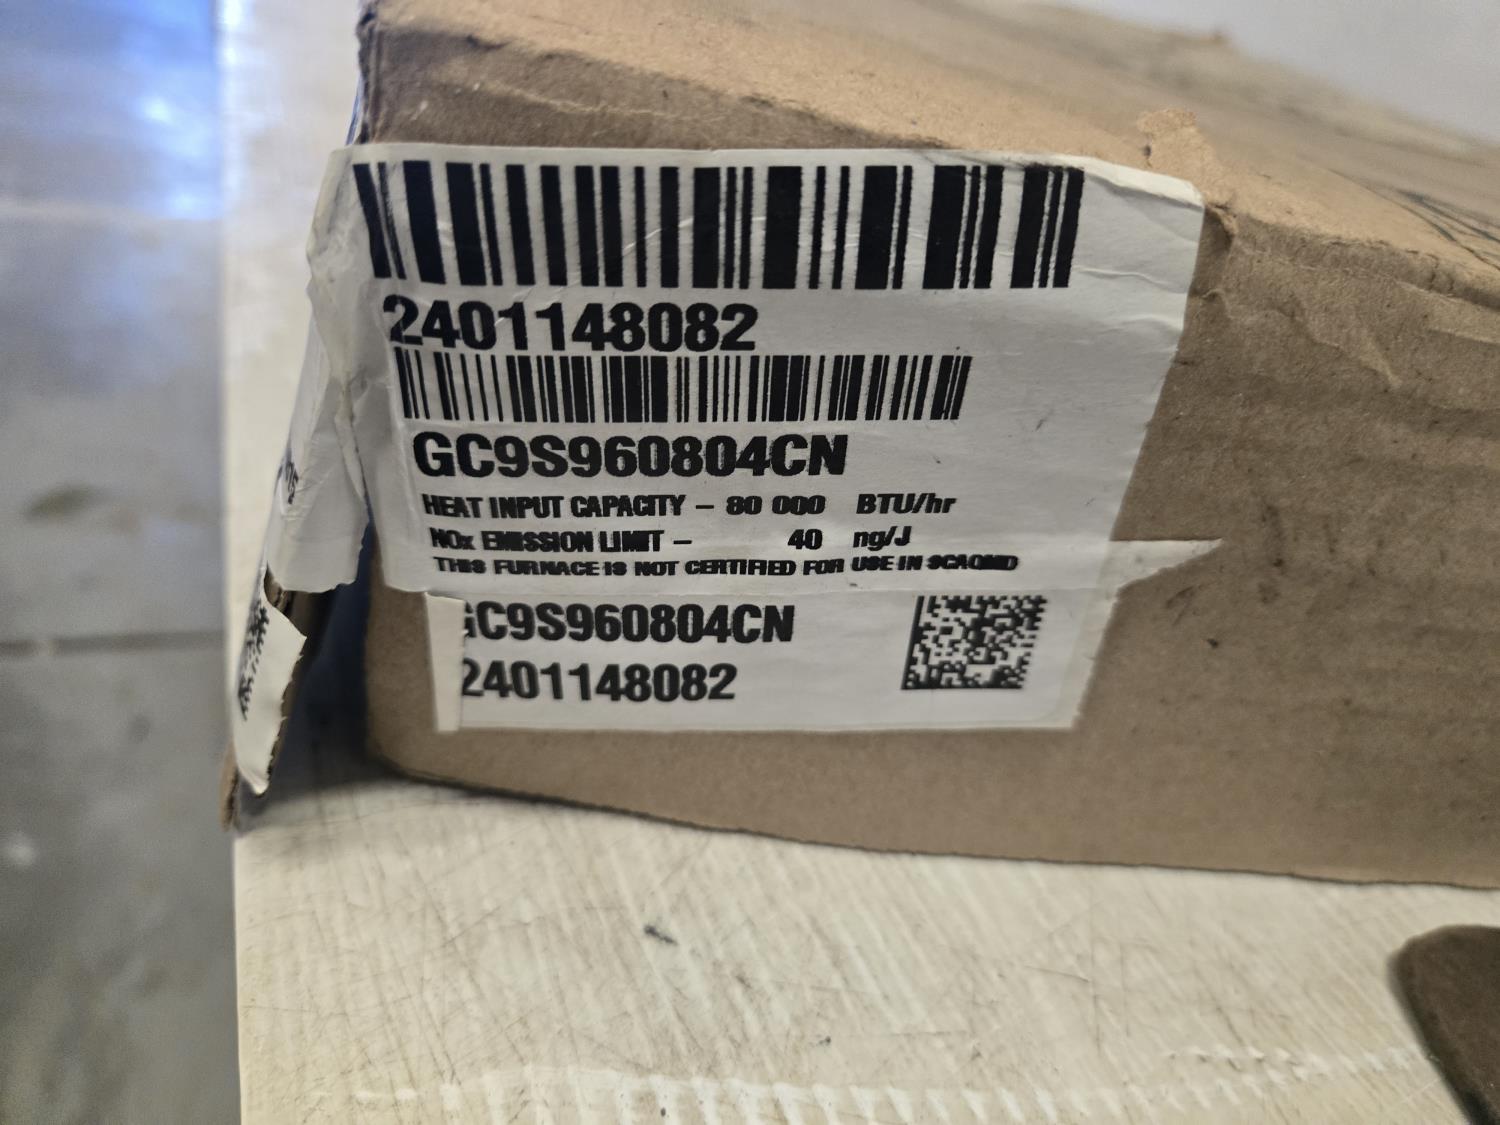 2401148082
GC9S960804CN
HEAT INPUT CAPACITY – 80 000 BTU/hr
NOx EMISSION LIMIT – 40 ng/J
THIS FURNACE IS NOT CERTIFIED FOR USE IN SCAQMD
GC9S960804CN
2401148082